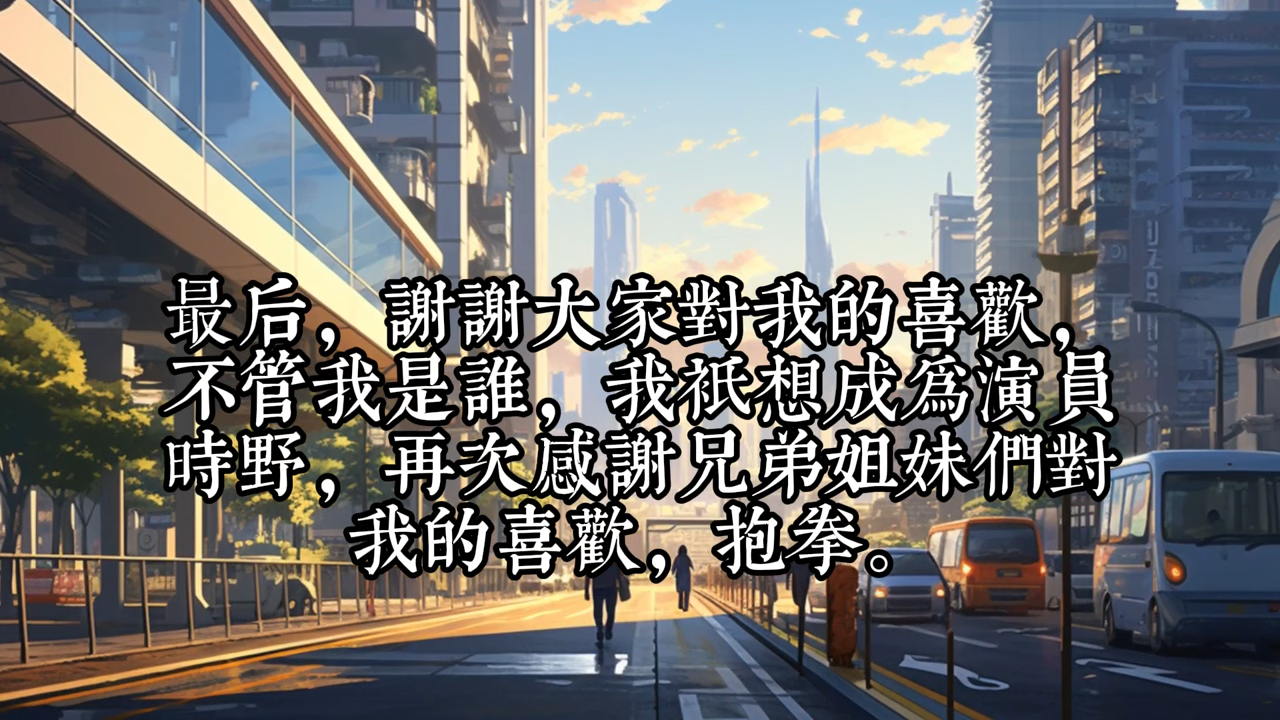 最后，謝謝大家對我的喜歡，
不管我是誰，我衹想成爲演員
時野，再次感謝兄弟姐妹們對
我的喜歡，抱拳。